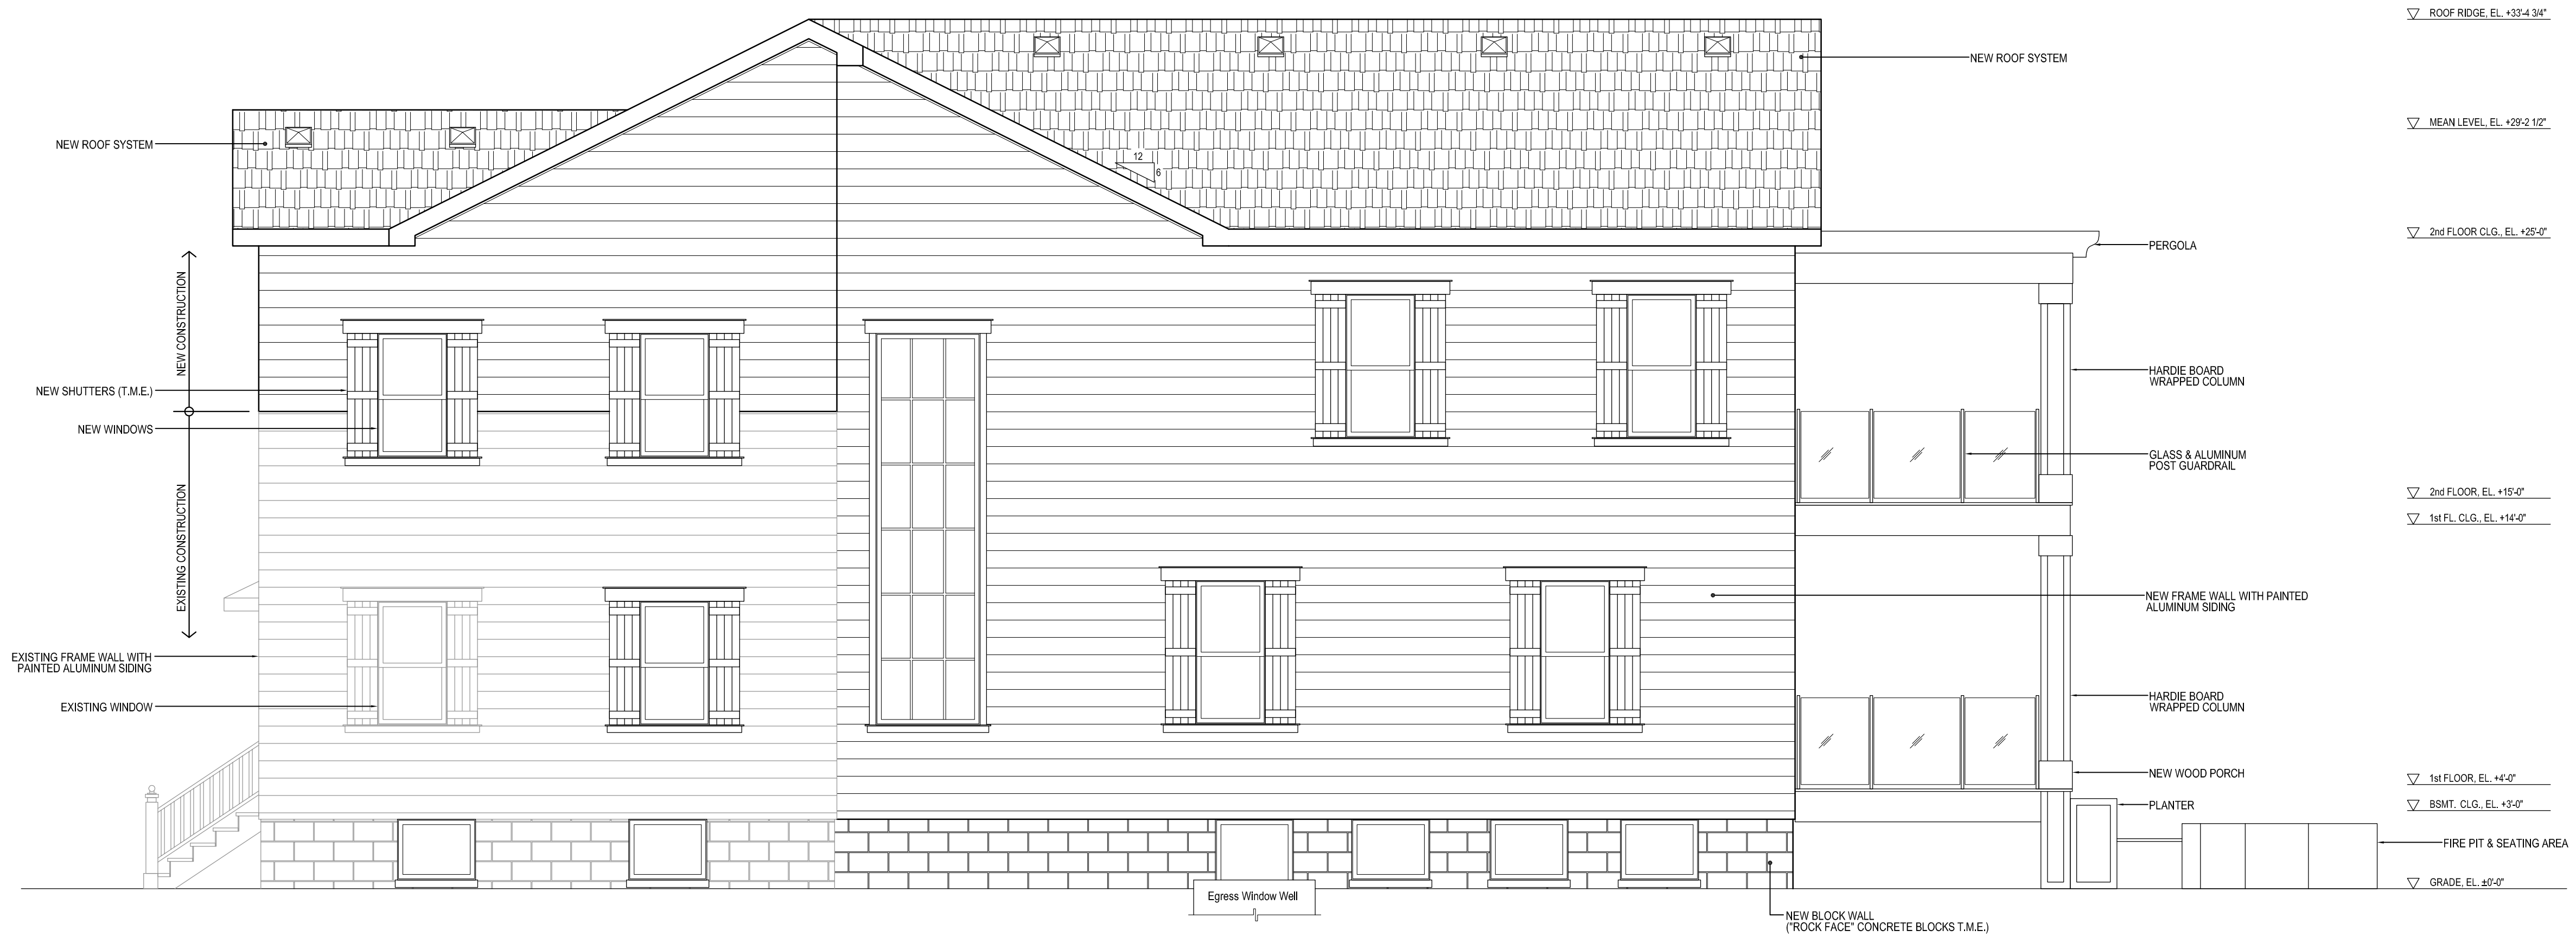 ROOF RIDGE, EL. +33'-4 3/4"
NEW ROOF SYSTEM
MEAN LEVEL, EL. +29'-2 1/2"
NEW ROOF SYSTEM
12
6
2nd FLOOR CLG., EL. +25'-0"
PERGOLA
NEW CONSTRUCTION
HARDIE BOARD
WRAPPED COLUMN
NEW SHUTTERS (T.M.E.)
NEW WINDOWS
GLASS & ALUMINUM
POST GUARDRAIL
2nd FLOOR, EL. +15'-0"
1st FL. CLG., EL. +14'-0"
EXISTING CONSTRUCTION
NEW FRAME WALL WITH PAINTED
ALUMINUM SIDING
EXISTING FRAME WALL WITH
PAINTED ALUMINUM SIDING
EXISTING WINDOW
HARDIE BOARD
WRAPPED COLUMN
NEW WOOD PORCH
1st FLOOR, EL. +4'-0"
PLANTER
BSMT. CLG., EL. +3'-0"
FIRE PIT & SEATING AREA
GRADE, EL. ±0'-0"
Egress Window Well
NEW BLOCK WALL
("ROCK FACE" CONCRETE BLOCKS T.M.E.)